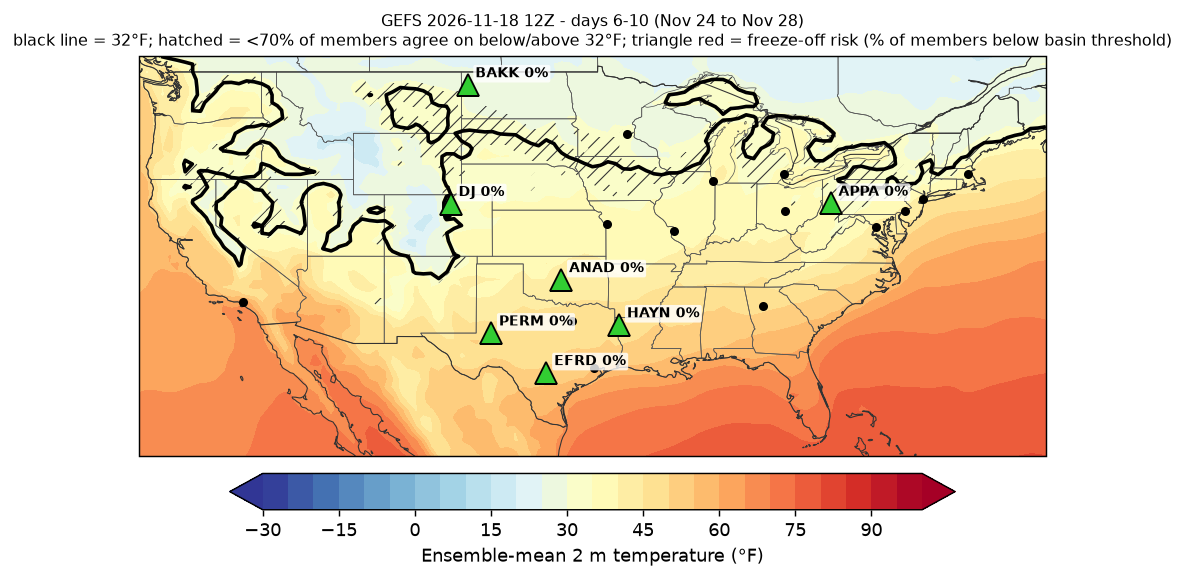 GEFS 2026-11-18 12Z - days 6-10 (Nov 24 to Nov 28)
black line = 32°F; hatched = <70% of members agree on below/above 32°F; triangle red = freeze-off risk (% of members below basin threshold)
BAKK 0%
DJ 0%
APPA 0%
ANAD 0%
HAYN 0%
PERM 0%
EFRD 0%
−30 −15 0 15 30 45 60 75 90
Ensemble-mean 2 m temperature (°F)